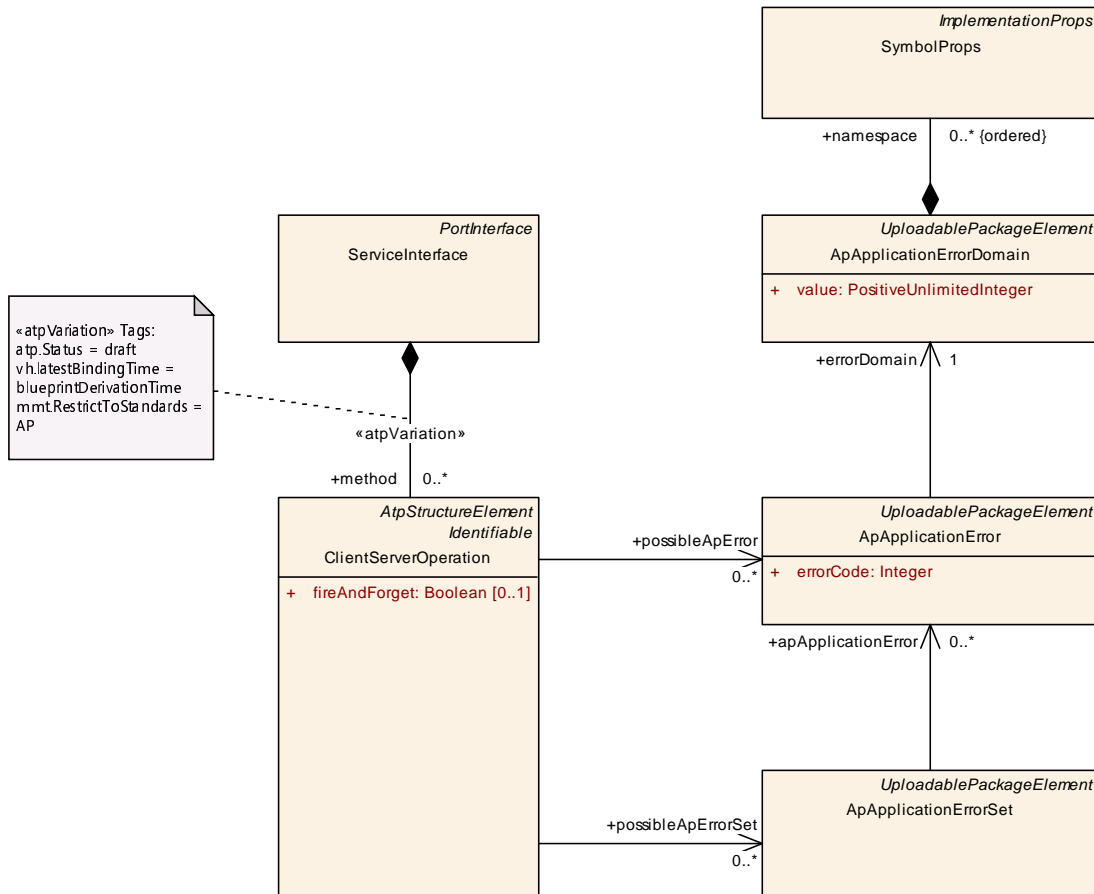 ImplementationProps
SymbolProps
+namespace
0..* {ordered}
PortInterface
ServiceInterface
UploadablePackageElement
ApApplicationErrorDomain
+ value: PositiveUnlimitedInteger
«atpVariation» Tags:
atp.Status = draft
vh.latestBindingTime =
blueprintDerivationTime
mmt.RestrictToStandards =
AP
+errorDomain
1
«atpVariation»
+method
0..*
AtpStructureElement
Identifiable
ClientServerOperation
+ fireAndForget: Boolean [0..1]
+possibleApError
0..*
UploadablePackageElement
ApApplicationError
+ errorCode: Integer
+apApplicationError
0..*
+possibleApErrorSet
0..*
UploadablePackageElement
ApApplicationErrorSet